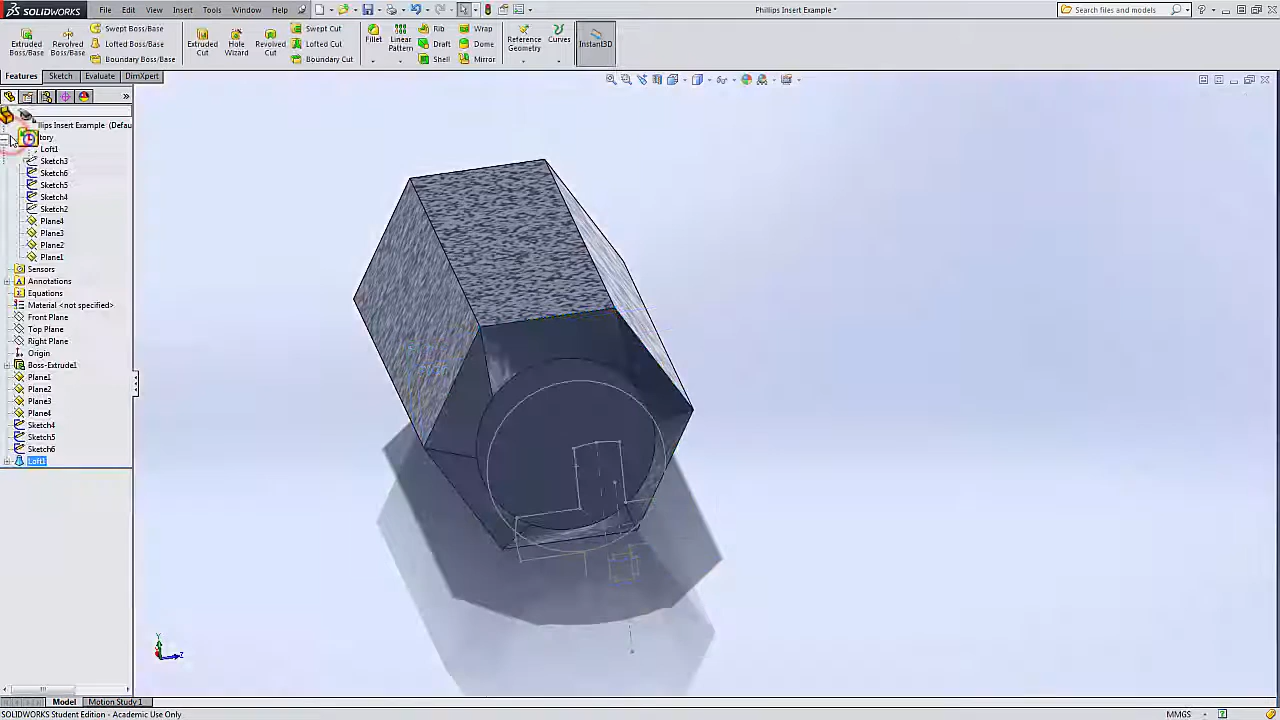 SOLIDWORKS
File Edit View Insert Tools Window Help
Phillips Insert Example *
Search files and models
Extruded Boss/Base
Revolved Boss/Base
Swept Boss/Base
Lofted Boss/Base
Boundary Boss/Base
Extruded Cut
Hole Wizard
Revolved Cut
Swept Cut
Lofted Cut
Boundary Cut
Fillet
Linear Pattern
Rib
Draft
Shell
Wrap
Dome
Mirror
Reference Geometry
Curves
Instant3D
Features Sketch Evaluate DimXpert
llips Insert Example (Defau
tory
Loft1
Sketch3
Sketch6
Sketch5
Sketch4
Sketch2
Plane4
Plane3
Plane2
Plane1
Sensors
Annotations
Equations
Material <not specified>
Front Plane
Top Plane
Right Plane
Origin
Boss-Extrude1
Plane1
Plane2
Plane3
Plane4
Sketch4
Sketch5
Sketch6
Loft1
Y
Z
Model Motion Study 1
SOLIDWORKS Student Edition - Academic Use Only
MMGS